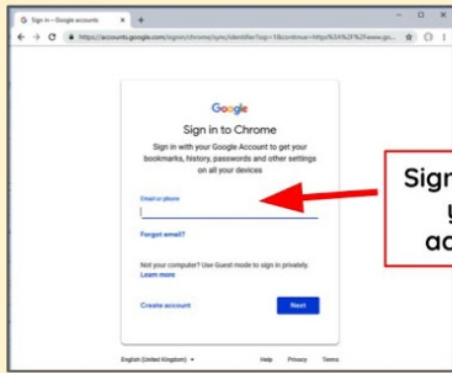 Sign in - Google accounts
Google
Sign in to Chrome
Sign in with your Google Account to get your
bookmarks, history, passwords and other settings
on all your devices
Email or phone
Forgot email?
Not your computer? Use Guest mode to sign in privately.
Learn more
Create account
Next
English (United Kingdom)
Help
Privacy
Terms
Sign